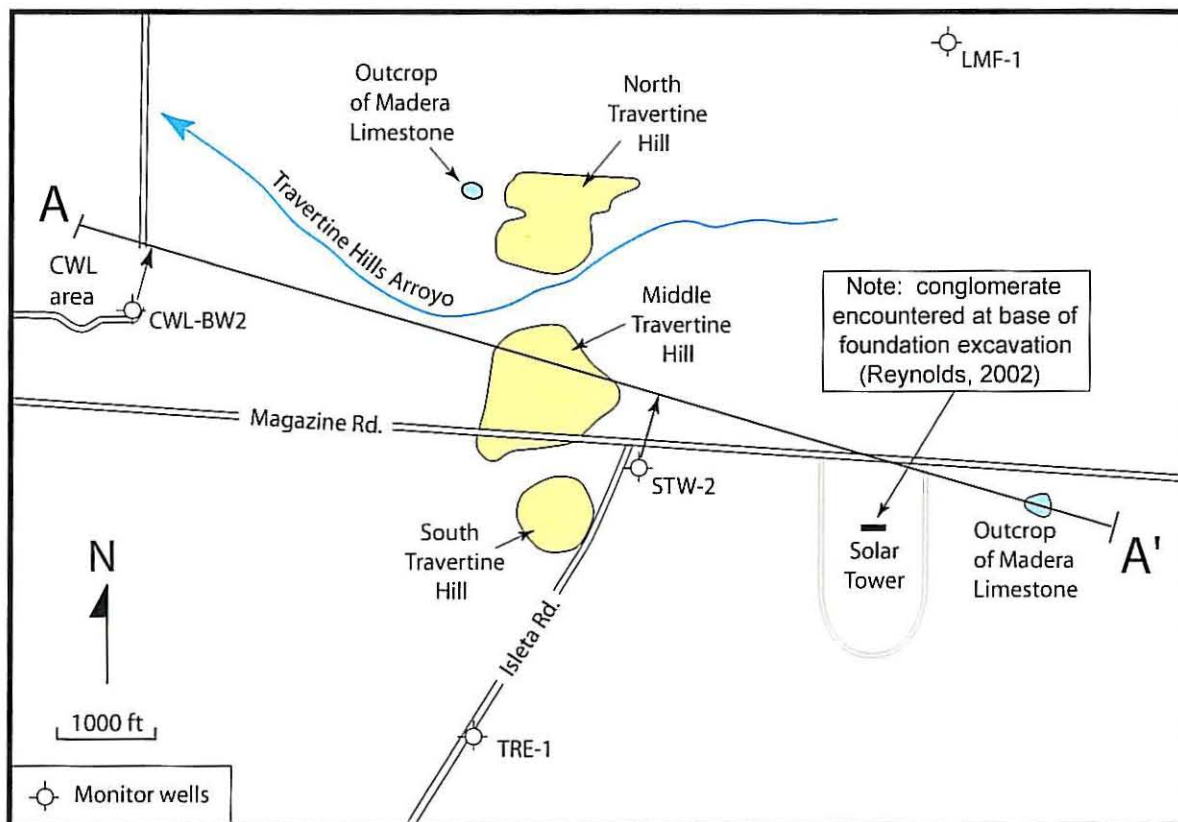 LMF-1
Outcrop
of Madera
Limestone
North
Travertine
Hill
A
Travertine Hills Arroyo
CWL
area
CWL-BW2
Middle
Travertine
Hill
Note: conglomerate
encountered at base of
foundation excavation
(Reynolds, 2002)
Magazine Rd.
STW-2
South
Travertine
Hill
Solar
Tower
Outcrop
of Madera
Limestone
A'
N
Isleta Rd.
1000 ft
TRE-1
Monitor wells